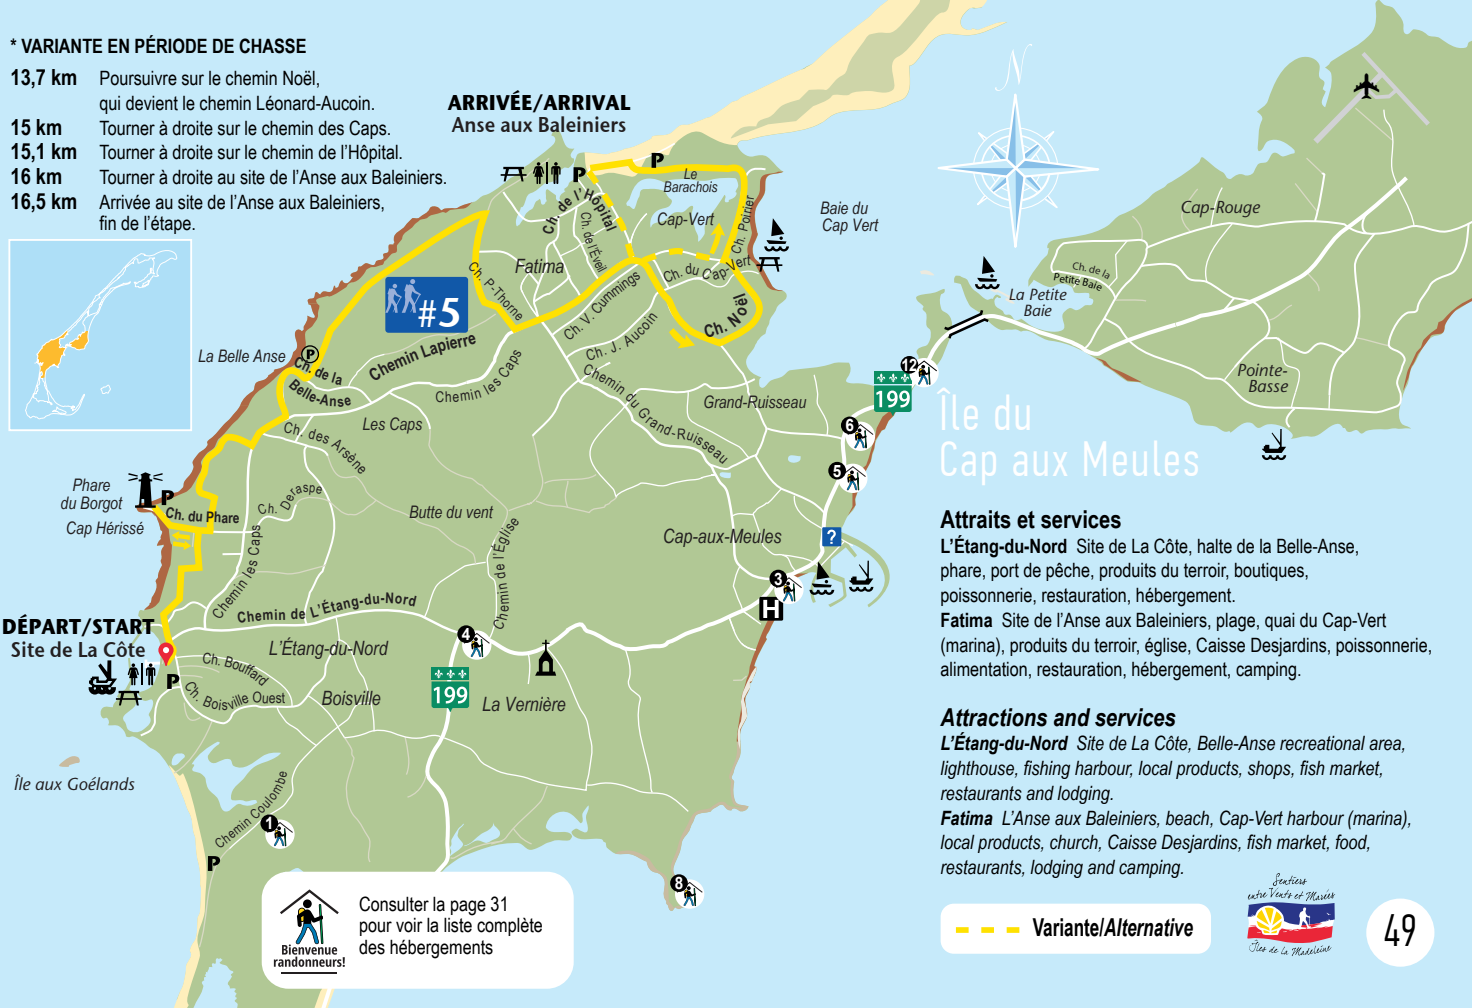 * VARIANTE EN PÉRIODE DE CHASSE
13,7 km Poursuivre sur le chemin Noël,
qui devient le chemin Léonard-Aucoin.
15 km Tourner à droite sur le chemin des Caps.
15,1 km Tourner à droite sur le chemin de l'Hôpital.
16 km Tourner à droite au site de l'Anse aux Baleiniers.
16,5 km Arrivée au site de l'Anse aux Baleiniers,
fin de l'étape.
ARRIVÉE/ARRIVAL
Anse aux Baleiniers
P
P
Le
Barachois
Cap-Vert
Ch. de l'Hôpital
Ch. de l'Éveil
Ch. Poirier
Baie du
Cap Vert
N
Cap-Rouge
Ch. de la
Petite Baie
La Petite
Baie
Pointe-
Basse
Fatima
Ch. P-Thorne
Ch. V. Cummings
Ch. du Cap-Vert
Ch. Noël
Ch. J. Aucoin
#5
La Belle Anse
P
Ch. de la
Belle-Anse
Chemin Lapierre
Chemin les Caps
Les Caps
Ch. des Arsène
Chemin du Grand-Ruisseau
Grand-Ruisseau
12
199
6
5
Île du
Cap aux Meules
Phare
du Borgot
Cap Hérissé
P
Ch. du Phare
Ch. Deraspe
Chemin les Caps
Butte du vent
Chemin de l'Église
Cap-aux-Meules
?
3
H
Chemin de L'Étang-du-Nord
DÉPART/START
Site de La Côte
P
L'Étang-du-Nord
Ch. Bouffard
Ch. Boisville Ouest
Boisville
4
199
La Vernière
Île aux Goélands
Chemin Coulombe
1
P
8
Bienvenue
randonneurs!
Consulter la page 31
pour voir la liste complète
des hébergements
Attraits et services
L'Étang-du-Nord Site de La Côte, halte de la Belle-Anse,
phare, port de pêche, produits du terroir, boutiques,
poissonnerie, restauration, hébergement.
Fatima Site de l'Anse aux Baleiniers, plage, quai du Cap-Vert
(marina), produits du terroir, église, Caisse Desjardins, poissonnerie,
alimentation, restauration, hébergement, camping.
Attractions and services
L'Étang-du-Nord Site de La Côte, Belle-Anse recreational area,
lighthouse, fishing harbour, local products, shops, fish market,
restaurants and lodging.
Fatima L'Anse aux Baleiniers, beach, Cap-Vert harbour (marina),
local products, church, Caisse Desjardins, fish market, food,
restaurants, lodging and camping.
Variante/Alternative
Sentiers
entre Vents et Marées
Îles de la Madeleine
49